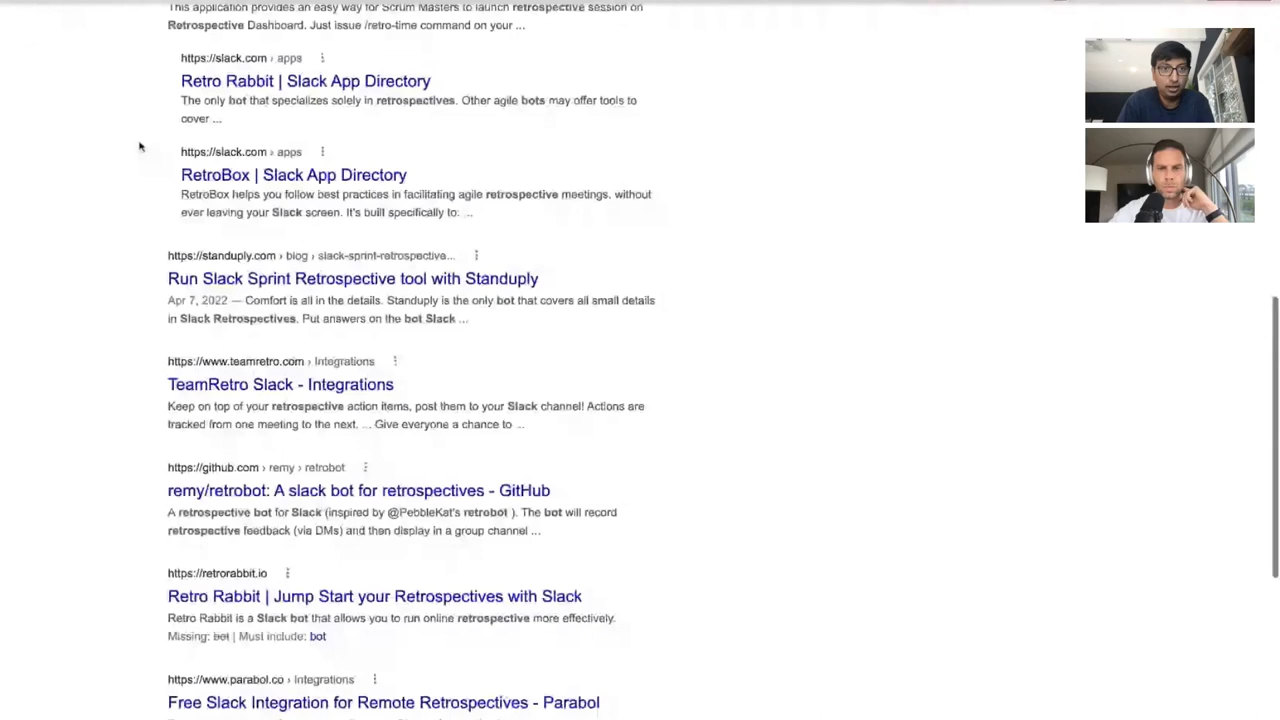 This application provides an easy way for Scrum Masters to launch retrospective session on
Retrospective Dashboard. Just issue /retro-time command on your ...
https://slack.com › apps
Retro Rabbit | Slack App Directory
The only bot that specializes solely in retrospectives. Other agile bots may offer tools to
cover ...
https://slack.com › apps
RetroBox | Slack App Directory
RetroBox helps you follow best practices in facilitating agile retrospective meetings, without
ever leaving your Slack screen. It's built specifically to: ...
https://standuply.com › blog › slack-sprint-retrospective...
Run Slack Sprint Retrospective tool with Standuply
Apr 7, 2022 — Comfort is all in the details. Standuply is the only bot that covers all small details
in Slack Retrospectives. Put answers on the bot Slack ...
https://www.teamretro.com › Integrations
TeamRetro Slack - Integrations
Keep on top of your retrospective action items, post them to your Slack channel! Actions are
tracked from one meeting to the next. ... Give everyone a chance to ...
https://github.com › remy › retrobot
remy/retrobot: A slack bot for retrospectives - GitHub
A retrospective bot for Slack (inspired by @PebbleKat's retrobot ). The bot will record
retrospective feedback (via DMs) and then display in a group channel ...
https://retrorabbit.io
Retro Rabbit | Jump Start your Retrospectives with Slack
Retro Rabbit is a Slack bot that allows you to run online retrospective more effectively.
Missing: bot | Must include: bot
https://www.parabol.co › Integrations
Free Slack Integration for Remote Retrospectives - Parabol